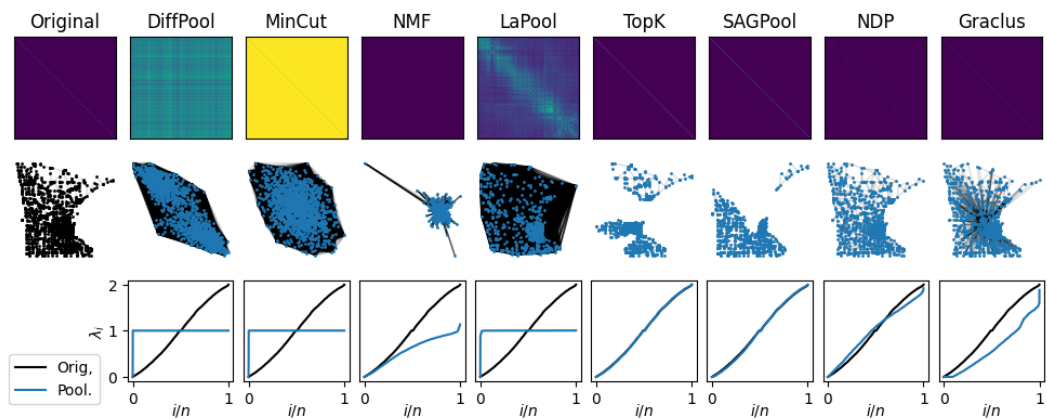 Original DiffPool MinCut NMF LaPool TopK SAGPool NDP Graclus
2
1
0
λi
0 1 0 1 0 1 0 1 0 1 0 1 0 1 0 1
i/n i/n i/n i/n i/n i/n i/n i/n
Orig,
Pool.